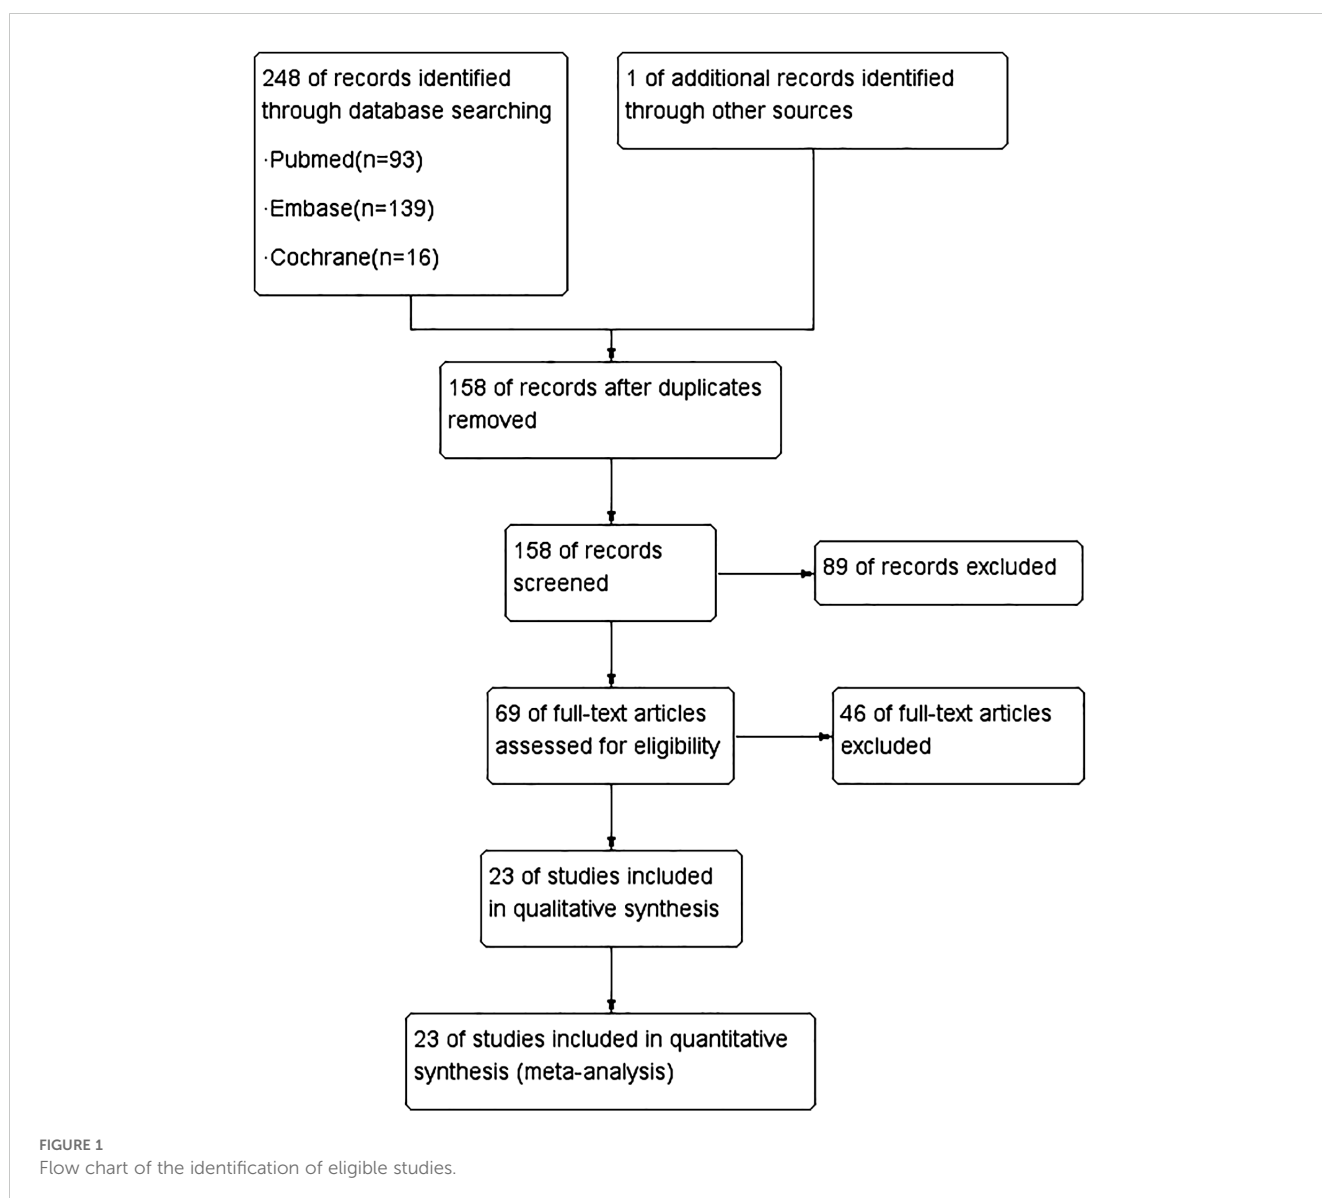 248 of records identified
through database searching
·Pubmed(n=93)
·Embase(n=139)
·Cochrane(n=16)
1 of additional records identified
through other sources
158 of records after duplicates
removed
158 of records
screened
89 of records excluded
69 of full-text articles
assessed for eligibility
46 of full-text articles
excluded
23 of studies included
in qualitative synthesis
23 of studies included in quantitative
synthesis (meta-analysis)
FIGURE 1
Flow chart of the identification of eligible studies.